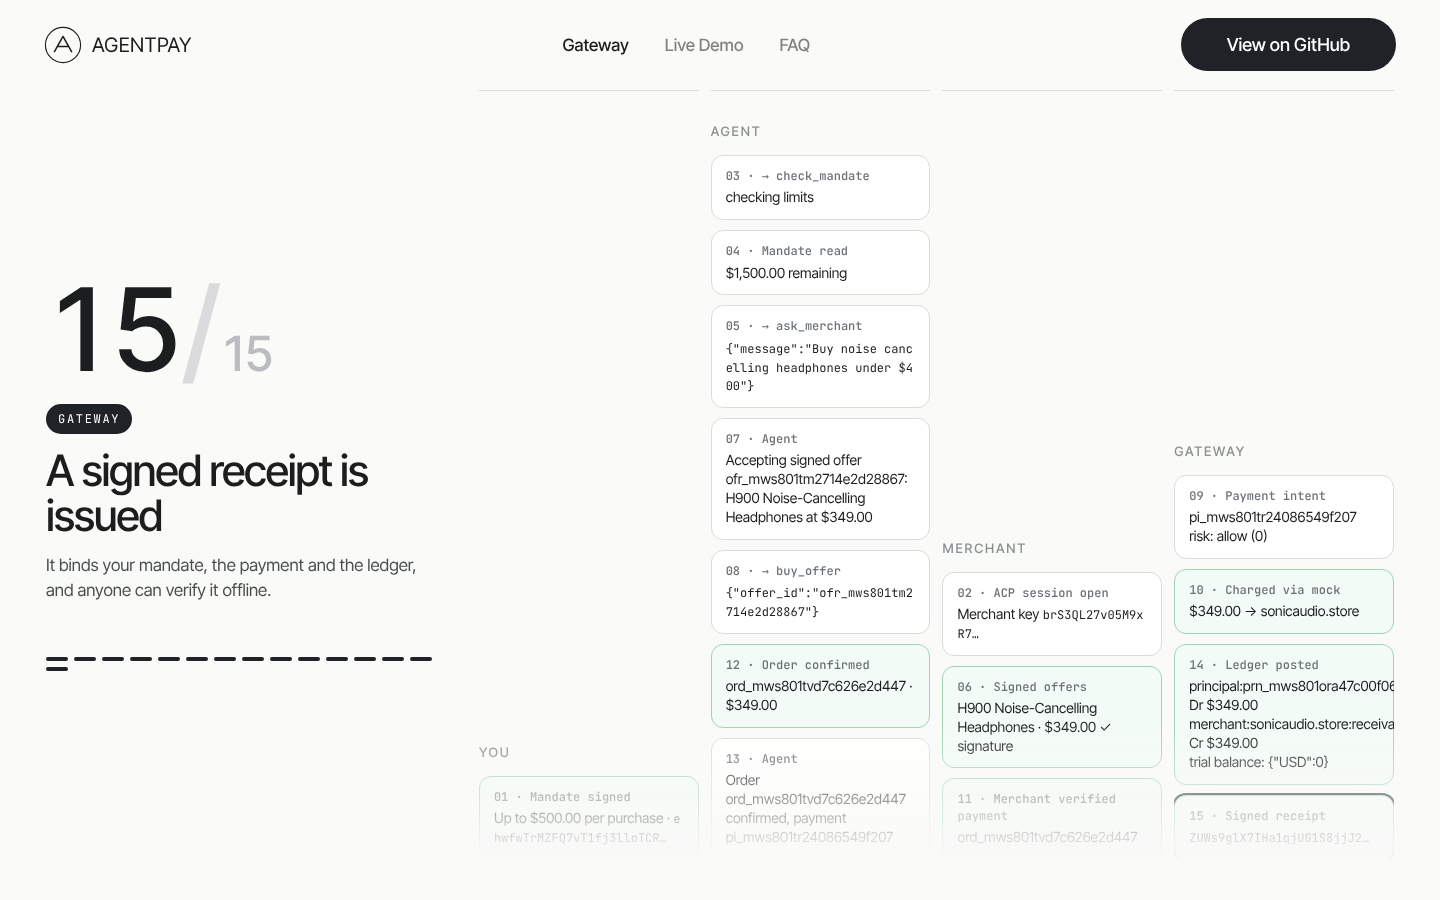 AGENTPAY
Gateway
Live Demo
FAQ
View on GitHub
15/15
GATEWAY
A signed receipt is
issued
It binds your mandate, the payment and the ledger,
and anyone can verify it offline.
YOU
01 · Mandate signed
Up to $500.00 per purchase · e
hwfwTrMZFQ7vT1fj3lloTCR…
AGENT
03 · → check_mandate
checking limits
04 · Mandate read
$1,500.00 remaining
05 · → ask_merchant
{"message":"Buy noise canc
elling headphones under $4
00"}
07 · Agent
Accepting signed offer
ofr_mws801tm2714e2d28867:
H900 Noise-Cancelling
Headphones at $349.00
08 · → buy_offer
{"offer_id":"ofr_mws801tm2
714e2d28867"}
12 · Order confirmed
ord_mws801tvd7c626e2d447 ·
$349.00
13 · Agent
Order
ord_mws801tvd7c626e2d447
confirmed, payment
pi_mws801tr24086549f207
MERCHANT
02 · ACP session open
Merchant key brS3QL27v05M9x
R7…
06 · Signed offers
H900 Noise-Cancelling
Headphones · $349.00 ✓
signature
11 · Merchant verified
payment
ord_mws801tvd7c626e2d447
GATEWAY
09 · Payment intent
pi_mws801tr24086549f207
risk: allow (0)
10 · Charged via mock
$349.00 → sonicaudio.store
14 · Ledger posted
principal:prn_mws801ora47c00f06
Dr $349.00
merchant:sonicaudio.store:receiva
Cr $349.00
trial balance: {"USD":0}
15 · Signed receipt
ZUWs9glX7IHa1qjUG1S8jjJ2…